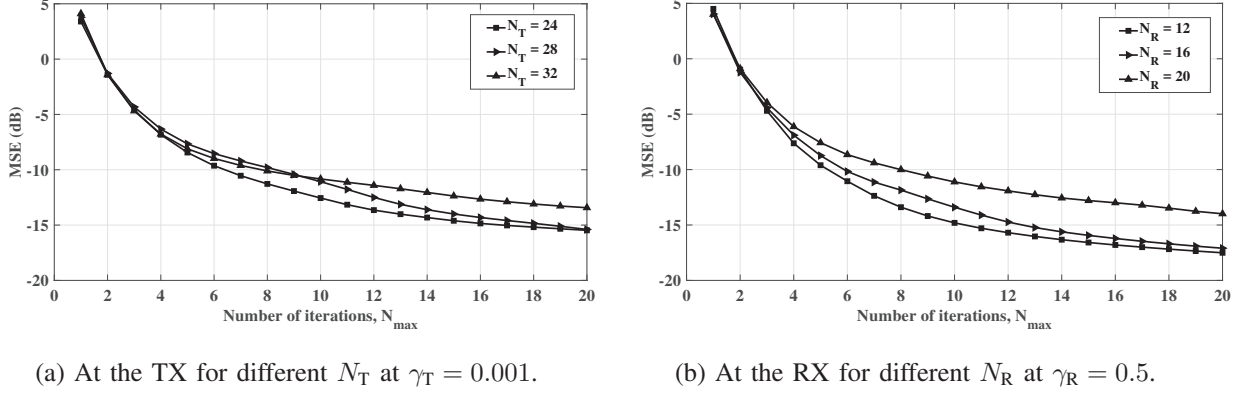 5
0
-5
-10
-15
-20
MSE (dB)
0 2 4 6 8 10 12 14 16 18 20
Number of iterations, N_max
N_T = 24
N_T = 28
N_T = 32
(a) At the TX for different N_T at γ_T = 0.001.
5
0
-5
-10
-15
-20
MSE (dB)
0 2 4 6 8 10 12 14 16 18 20
Number of iterations, N_max
N_R = 12
N_R = 16
N_R = 20
(b) At the RX for different N_R at γ_R = 0.5.